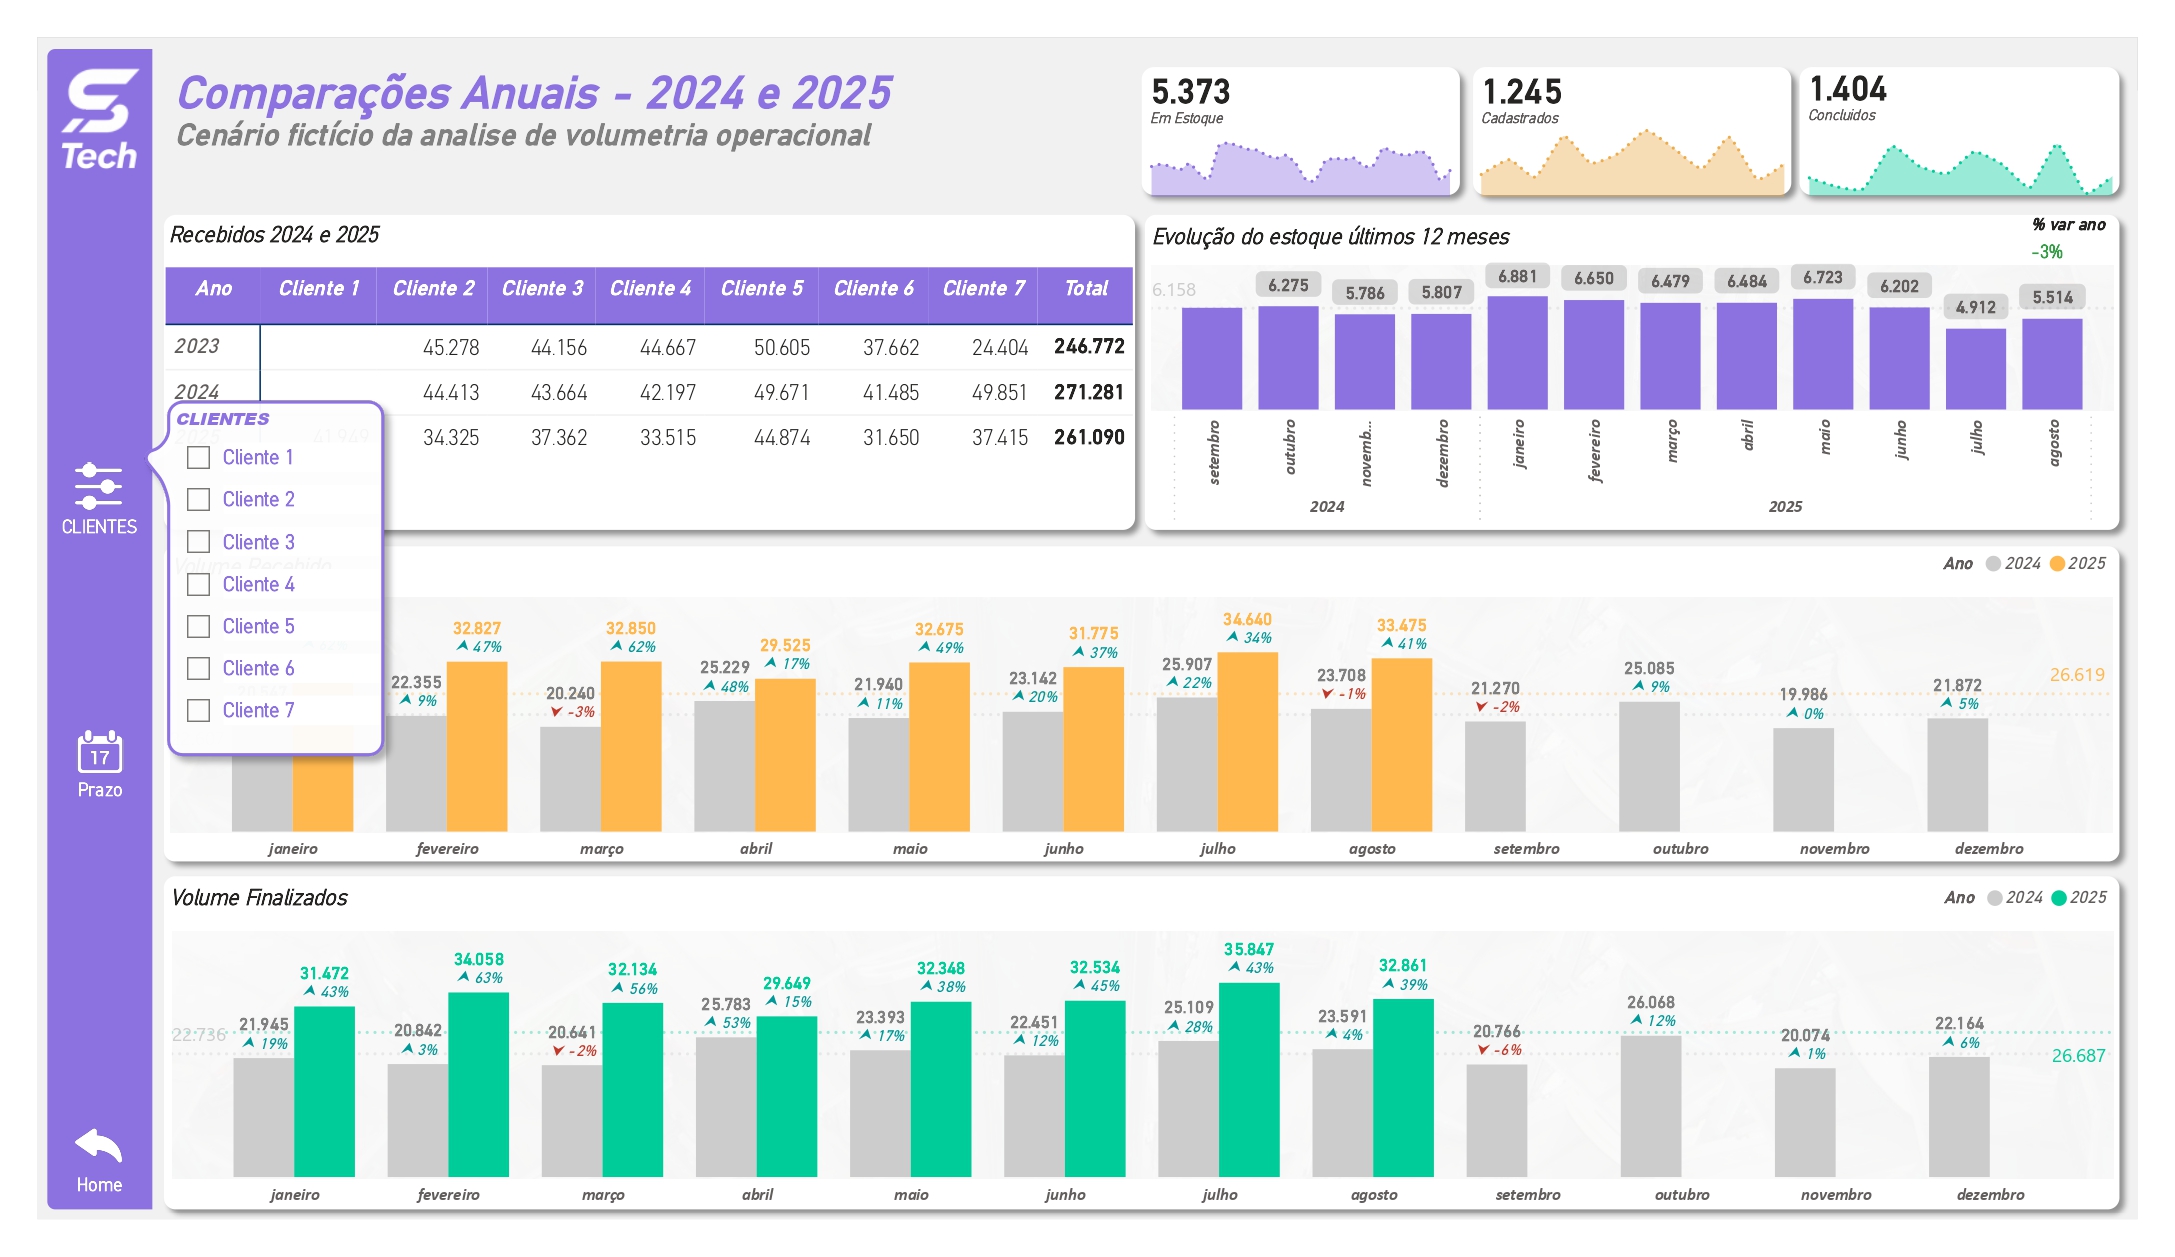 Tech
Comparações Anuais - 2024 e 2025
Cenário fictício da analise de volumetria operacional
5.373
Em Estoque
1.245
Cadastrados
1.404
Concluidos
Recebidos 2024 e 2025
Ano Cliente 1 Cliente 2 Cliente 3 Cliente 4 Cliente 5 Cliente 6 Cliente 7 Total
2023 45.278 44.156 44.667 50.605 37.662 24.404 246.772
2024 44.413 43.664 42.197 49.671 41.485 49.851 271.281
2025 41.949 34.325 37.362 33.515 44.874 31.650 37.415 261.090
Evolução do estoque últimos 12 meses
% var ano
-3%
6.158
6.275 5.786 5.807 6.881 6.650 6.479 6.484 6.723 6.202 4.912 5.514
setembro outubro novemb... dezembro janeiro fevereiro março abril maio junho julho agosto
2024 2025
CLIENTES
Cliente 1
Cliente 2
Cliente 3
Cliente 4
Cliente 5
Cliente 6
Cliente 7
CLIENTES
17
Prazo
Home
Volume Recebido
Ano 2024 2025
32.827 32.850 29.525 32.675 31.775 34.640 33.475
47% 62% 17% 49% 37% 34% 41%
22.355 20.240 25.229 21.940 23.142 25.907 23.708 21.270 25.085 19.986 21.872
9% -3% 48% 11% 20% 22% -1% -2% 9% 0% 5%
26.619
janeiro fevereiro março abril maio junho julho agosto setembro outubro novembro dezembro
Volume Finalizados
Ano 2024 2025
31.472 34.058 32.134 29.649 32.348 32.534 35.847 32.861
43% 63% 56% 15% 38% 45% 43% 39%
22.736
21.945 20.842 20.641 25.783 23.393 22.451 25.109 23.591 20.766 26.068 20.074 22.164
19% 3% -2% 53% 17% 12% 28% 4% -6% 12% 1% 6%
26.687
janeiro fevereiro março abril maio junho julho agosto setembro outubro novembro dezembro